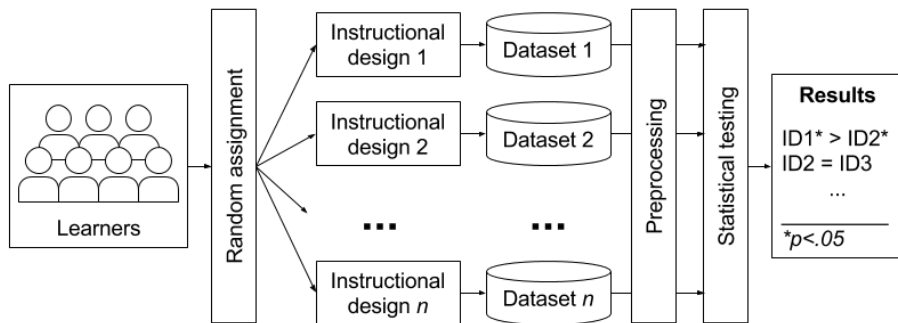 Learners
Random assignment
Instructional
design 1
Dataset 1
Instructional
design 2
Dataset 2
...
...
Instructional
design n
Dataset n
Preprocessing
Statistical testing
Results
ID1* > ID2*
ID2 = ID3
...
*p<.05